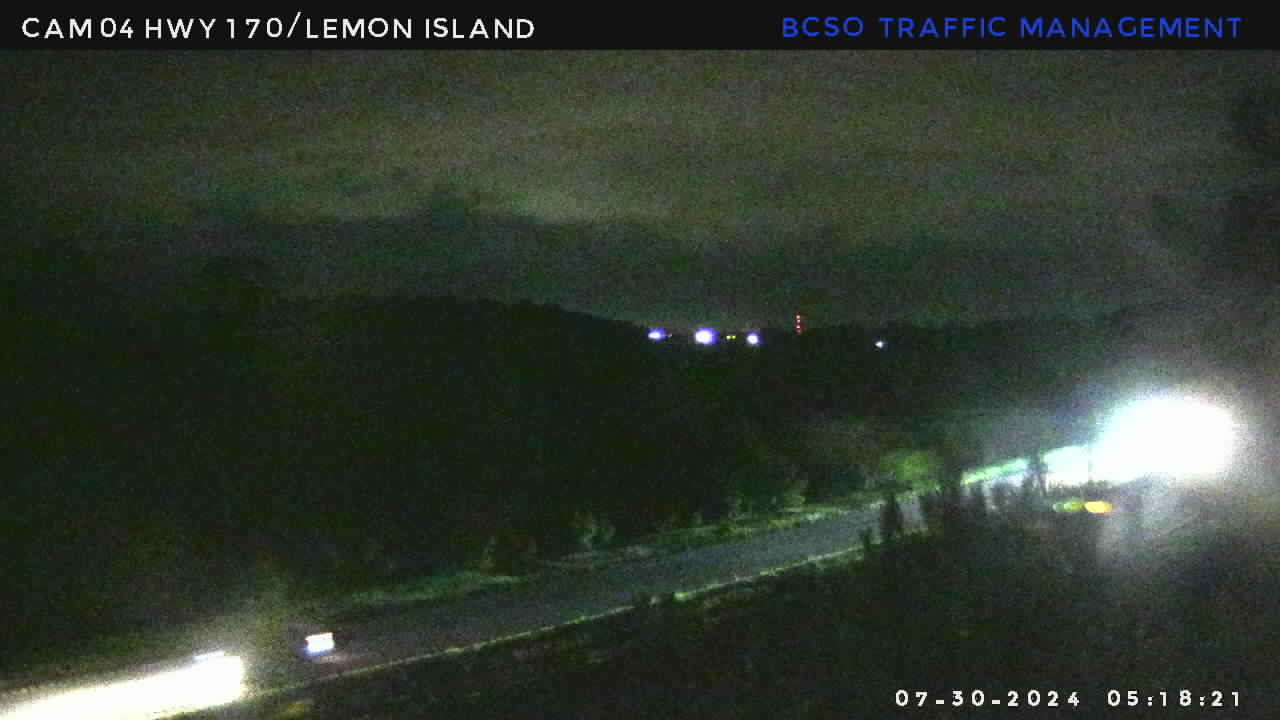 CAM04 HWY 170/LEMON ISLAND
BCSO TRAFFIC MANAGEMENT
07-30-2024 05:18:21